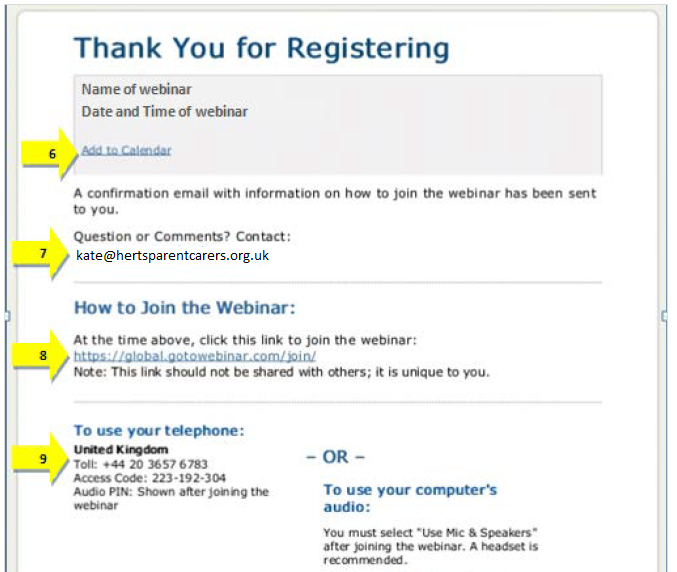 Thank You for Registering
Name of webinar
Date and Time of webinar
6
Add to Calendar
A confirmation email with information on how to join the webinar has been sent
to you.
Question or Comments? Contact:
7
kate@hertsparentcarers.org.uk
How to Join the Webinar:
At the time above, click this link to join the webinar:
8
https://global.gotowebinar.com/join/
Note: This link should not be shared with others; it is unique to you.
To use your telephone:
United Kingdom
9
Toll: +44 20 3657 6783
Access Code: 223-192-304
Audio PIN: Shown after joining the
webinar
– OR –
To use your computer's
audio:
You must select "Use Mic & Speakers"
after joining the webinar. A headset is
recommended.